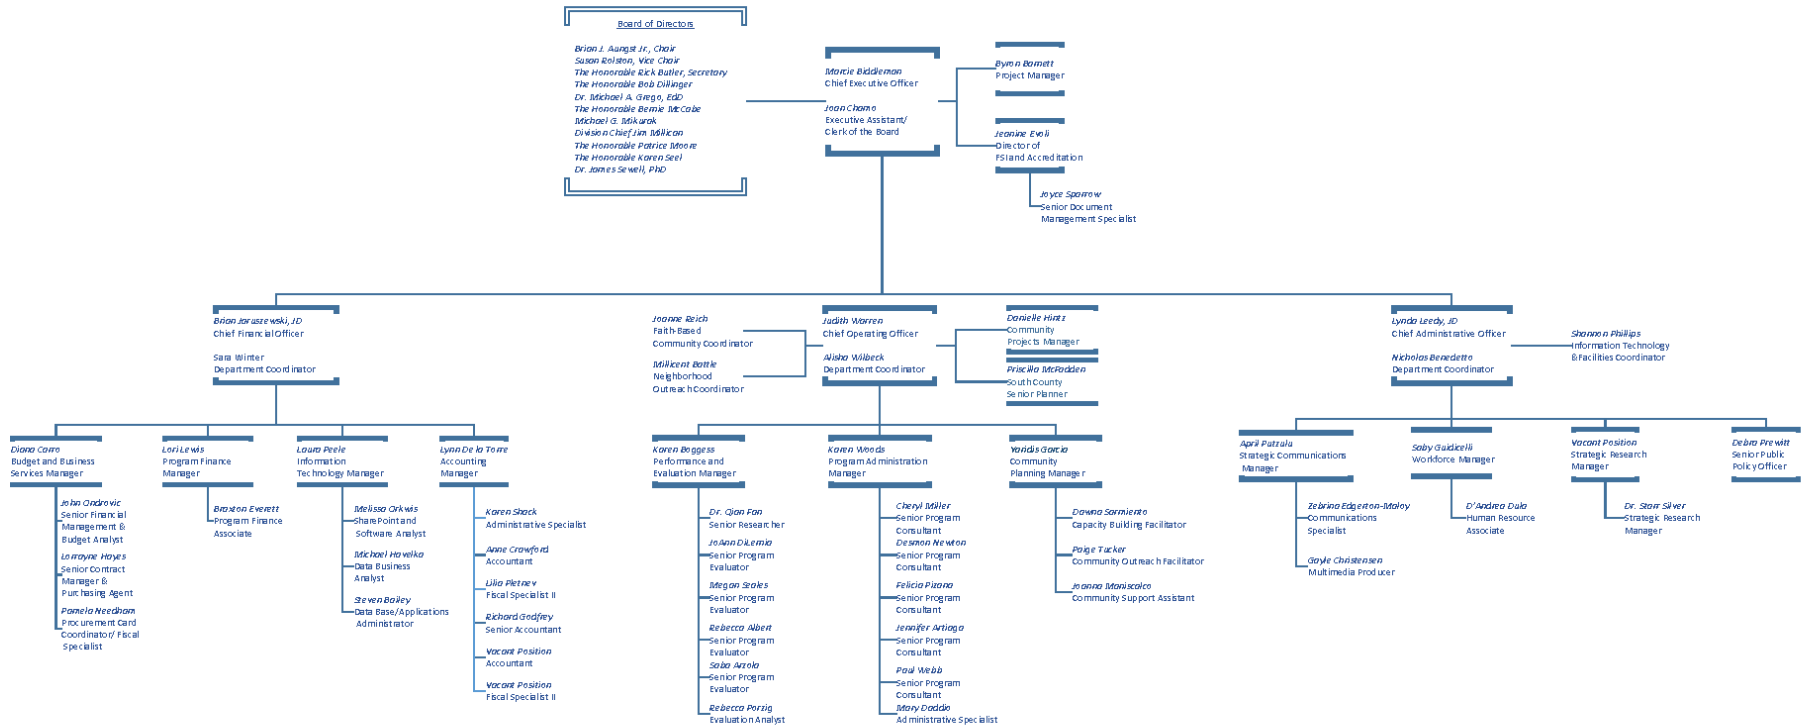 Board of Directors
Brian J. Aungst Jr., Chair
Susan Rolston, Vice Chair
The Honorable Rick Butler, Secretary
The Honorable Bob Dillinger
Dr. Michael A. Grego, EdD
The Honorable Bernie McCabe
Michael G. Mikurak
Division Chief Jim Millican
The Honorable Patrice Moore
The Honorable Karen Seel
Dr. James Sewell, PhD
Marcie Biddleman
Chief Executive Officer
Joan Chamo
Executive Assistant/
Clerk of the Board
Byron Barnett
Project Manager
Jeanine Evoli
Director of
FSI and Accreditation
Joyce Sparrow
Senior Document
Management Specialist
Brian Jaruszewski, JD
Chief Financial Officer
Sara Winter
Department Coordinator
Joanne Reich
Faith-Based
Community Coordinator
Millicent Battle
Neighborhood
Outreach Coordinator
Judith Warren
Chief Operating Officer
Alisha Wilbeck
Department Coordinator
Danielle Hintz
Community
Projects Manager
Priscilla McFadden
South County
Senior Planner
Lynda Leedy, JD
Chief Administrative Officer
Nicholas Benedetto
Department Coordinator
Shannon Phillips
Information Technology
& Facilities Coordinator
Diana Carro
Budget and Business
Services Manager
John Ondrovic
Senior Financial
Management &
Budget Analyst
Lorrayne Hayes
Senior Contract
Manager &
Purchasing Agent
Pamela Needham
Procurement Card
Coordinator/ Fiscal
Specialist
Lori Lewis
Program Finance
Manager
Braxton Everett
Program Finance
Associate
Laura Peele
Information
Technology Manager
Melissa Orkwis
SharePoint and
Software Analyst
Michael Havelka
Data Business
Analyst
Steven Bailey
Data Base/Applications
Administrator
Lynn De la Torre
Accounting
Manager
Karen Shack
Administrative Specialist
Anne Crawford
Accountant
Lilia Pletnev
Fiscal Specialist II
Richard Godfrey
Senior Accountant
Vacant Position
Accountant
Vacant Position
Fiscal Specialist II
Karen Boggess
Performance and
Evaluation Manager
Dr. Qian Fan
Senior Researcher
JoAnn DiLernia
Senior Program
Evaluator
Megan Scales
Senior Program
Evaluator
Rebecca Albert
Senior Program
Evaluator
Saba Arzola
Senior Program
Evaluator
Rebecca Porzig
Evaluation Analyst
Karen Woods
Program Administration
Manager
Cheryl Miller
Senior Program
Consultant
Desmon Newton
Senior Program
Consultant
Felicia Pizana
Senior Program
Consultant
Jennifer Artiaga
Senior Program
Consultant
Paul Webb
Senior Program
Consultant
Mary Daddio
Administrative Specialist
Yaridis Garcia
Community
Planning Manager
Dawna Sarmiento
Capacity Building Facilitator
Paige Tucker
Community Outreach Facilitator
Joanna Maniscalco
Community Support Assistant
April Putzulu
Strategic Communications
Manager
Zebrina Edgerton-Maloy
Communications
Specialist
Gayle Christensen
Multimedia Producer
Saby Guidicelli
Workforce Manager
D'Andrea Dula
Human Resource
Associate
Vacant Position
Strategic Research
Manager
Dr. Starr Silver
Strategic Research
Manager
Debra Prewitt
Senior Public
Policy Officer